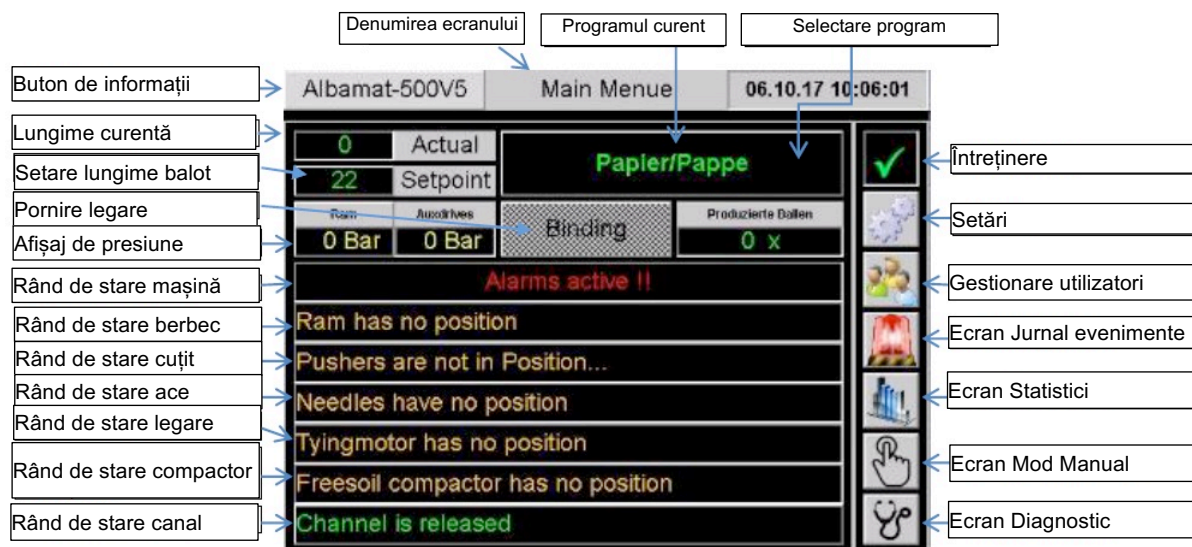 Denumirea ecranului
Programul curent
Selectare program
Buton de informații
Albamat-500V5
Main Menue
06.10.17 10:06:01
Lungime curentă
0
Actual
Papier/Pappe
Întreținere
Setare lungime balot
22
Setpoint
Pornire legare
Ram
Auxdrives
Binding
Produzierte Ballen
Setări
Afișaj de presiune
0 Bar
0 Bar
0 x
Rând de stare mașină
Alarms active !!
Gestionare utilizatori
Rând de stare berbec
Ram has no position
Ecran Jurnal evenimente
Rând de stare cuțit
Pushers are not in Position...
Rând de stare ace
Needles have no position
Ecran Statistici
Rând de stare legare
Tyingmotor has no position
Rând de stare compactor
Freesoil compactor has no position
Ecran Mod Manual
Rând de stare canal
Channel is released
Ecran Diagnostic